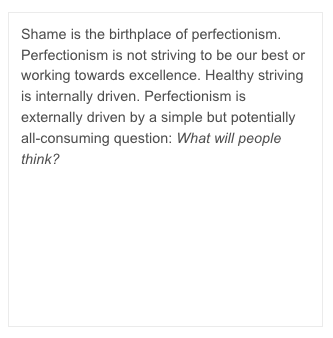 Shame is the birthplace of perfectionism.
Perfectionism is not striving to be our best or
working towards excellence. Healthy striving
is internally driven. Perfectionism is
externally driven by a simple but potentially
all-consuming question: What will people
think?